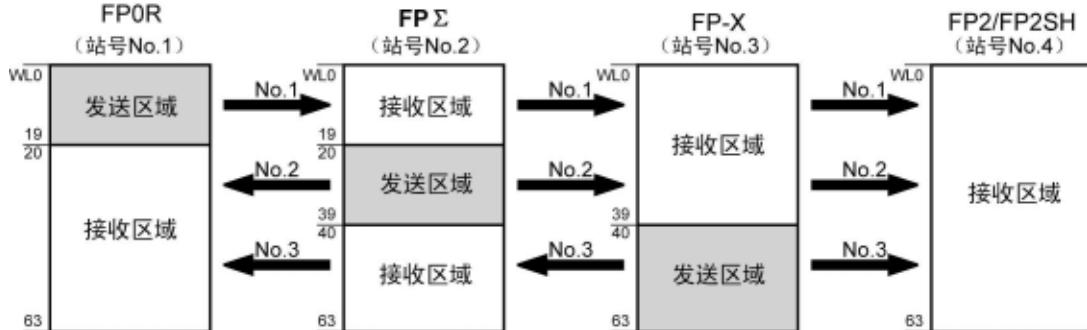 FP0R
（站号No.1）
WL0
发送区域
19
20
接收区域
63
No.1
No.2
No.3
FPΣ
（站号No.2）
WL0
接收区域
19
20
发送区域
39
40
接收区域
63
No.1
No.2
No.3
FP-X
（站号No.3）
WL0
接收区域
39
40
发送区域
63
No.1
No.2
No.3
FP2/FP2SH
（站号No.4）
WL0
接收区域
63